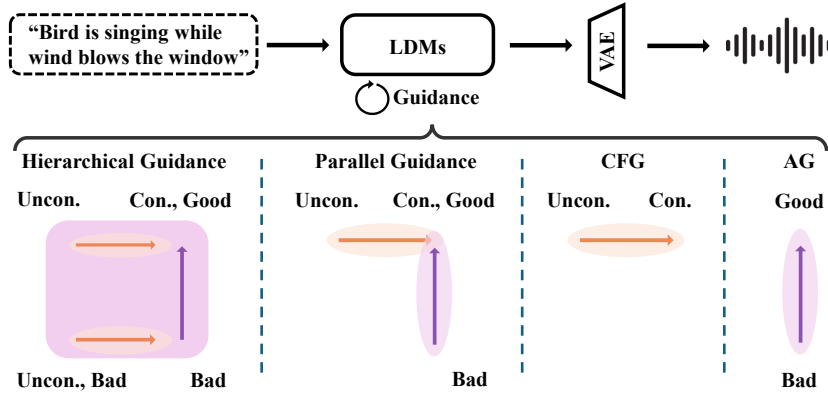 “Bird is singing while
wind blows the window”
LDMs
VAE
Guidance
Hierarchical Guidance
Parallel Guidance
CFG
AG
Uncon.
Con., Good
Uncon.
Con., Good
Uncon.
Con.
Good
Uncon., Bad
Bad
Bad
Bad